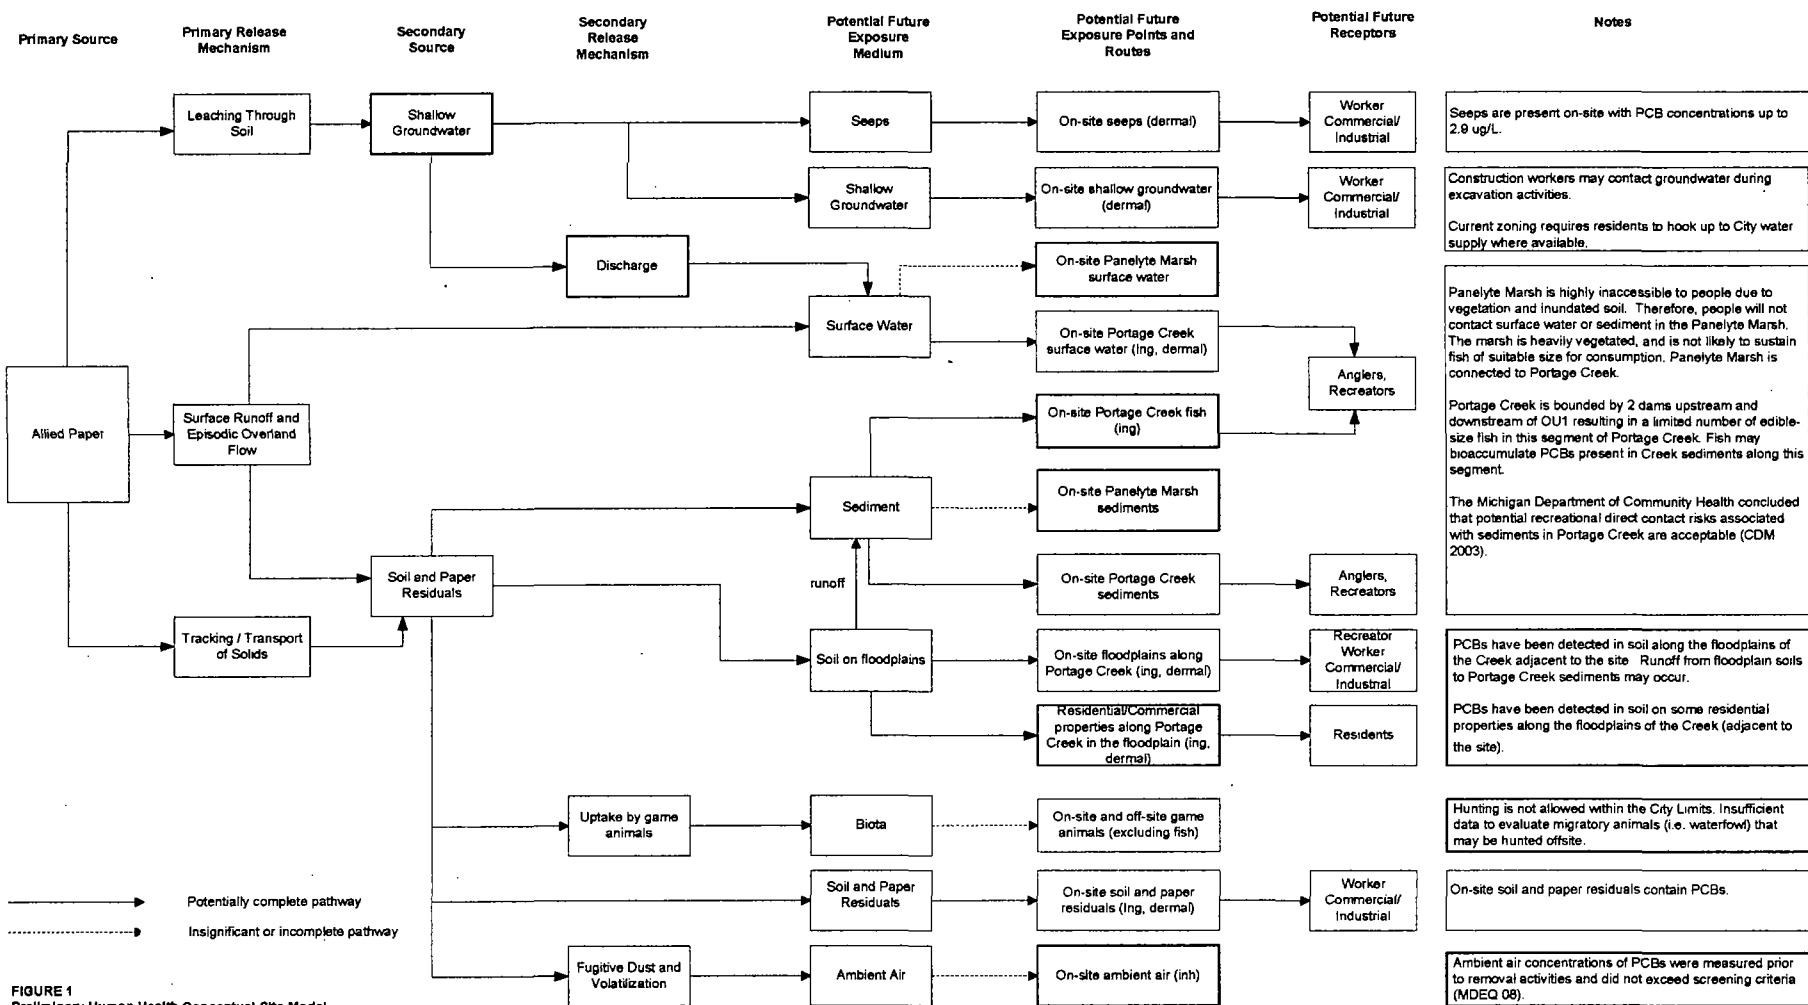 Primary Source
Primary Release
Mechanism
Secondary
Source
Secondary
Release
Mechanism
Potential Future
Exposure
Medium
Potential Future
Exposure Points and
Routes
Potential Future
Receptors
Notes
Leaching Through
Soil
Shallow
Groundwater
Seeps
On-site seeps (dermal)
Worker
Commercial/
Industrial
Seeps are present on-site with PCB concentrations up to
2.9 ug/L.
Shallow
Groundwater
On-site shallow groundwater
(dermal)
Worker
Commercial/
Industrial
Construction workers may contact groundwater during
excavation activities.
Current zoning requires residents to hook up to City water
supply where available.
Discharge
On-site Panelyte Marsh
surface water
Surface Water
On-site Portage Creek
surface water (ing, dermal)
Anglers,
Recreators
Panelyte Marsh is highly inaccessible to people due to
vegetation and inundated soil. Therefore, people will not
contact surface water or sediment in the Panelyte Marsh.
The marsh is heavily vegetated, and is not likely to sustain
fish of suitable size for consumption. Panelyte Marsh is
connected to Portage Creek.
Portage Creek is bounded by 2 dams upstream and
downstream of OU1 resulting in a limited number of edible-
size fish in this segment of Portage Creek. Fish may
bioaccumulate PCBs present in Creek sediments along this
segment.
The Michigan Department of Community Health concluded
that potential recreational direct contact risks associated
with sediments in Portage Creek are acceptable (CDM
2003).
Allied Paper
Surface Runoff and
Episodic Overland
Flow
On-site Portage Creek fish
(ing)
Sediment
On-site Panelyte Marsh
sediments
Soil and Paper
Residuals
runoff
On-site Portage Creek
sediments
Anglers,
Recreators
Tracking / Transport
of Solids
Soil on floodplains
On-site floodplains along
Portage Creek (ing, dermal)
Recreator
Worker
Commercial/
Industrial
PCBs have been detected in soil along the floodplains of
the Creek adjacent to the site Runoff from floodplain soils
to Portage Creek sediments may occur.
PCBs have been detected in soil on some residential
properties along the floodplains of the Creek (adjacent to
the site).
Residential/Commercial
properties along Portage
Creek in the floodplain (ing,
dermal)
Residents
Uptake by game
animals
Biota
On-site and off-site game
animals (excluding fish)
Hunting is not allowed within the City Limits. Insufficient
data to evaluate migratory animals (i.e. waterfowl) that
may be hunted offsite.
Soil and Paper
Residuals
On-site soil and paper
residuals (Ing, dermal)
Worker
Commercial/
Industrial
On-site soil and paper residuals contain PCBs.
Potentially complete pathway
Insignificant or incomplete pathway
Fugitive Dust and
Volatilization
Ambient Air
On-site ambient air (inh)
Ambient air concentrations of PCBs were measured prior
to removal activities and did not exceed screening criteria
(MDEQ 08).
FIGURE 1
Preliminary Human Health Conceptual Site Model